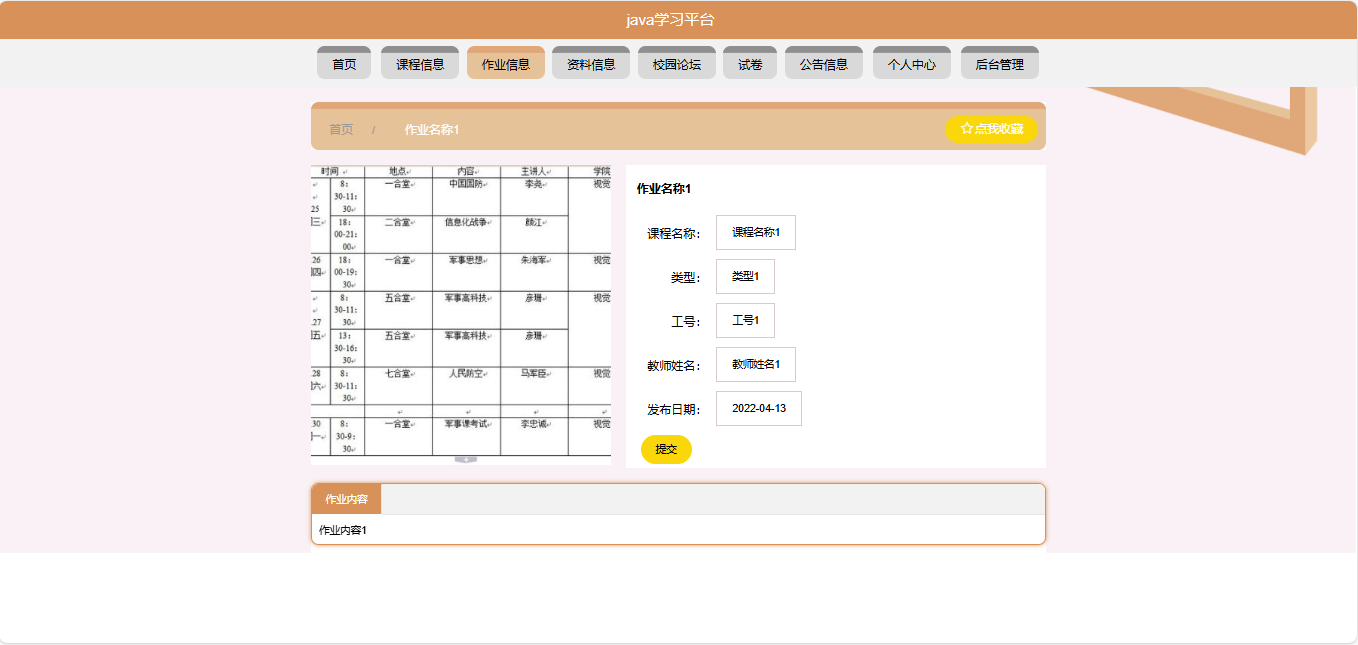 java学习平台
首页 课程信息 作业信息 资料信息 校园论坛 试卷 公告信息 个人中心 后台管理
首页 / 作业名称1
点我收藏
时间 地点 内容 主讲人 学院
8: 一合堂 中国国防 李尧 视觉
30-11:
25 30
三 18: 二合堂 信息化战争 颜江
00-21:
00
.26 18: 一合堂 军事思想 朱海军 视觉
四 00-19:
30
8: 五合堂 军事高科技 彦珊 视觉
30-11:
.27 30
五 13: 五合堂 军事高科技 彦珊
30-16:
30
.28 8: 七合堂 人民防空 马军臣 视觉
六 30-11:
30
.30 8: 一合堂 军事课考试 李忠诚 视觉
一 30-9:
30
作业名称1
课程名称: 课程名称1
类型: 类型1
工号: 工号1
教师姓名: 教师姓名1
发布日期: 2022-04-13
提交
作业内容
作业内容1